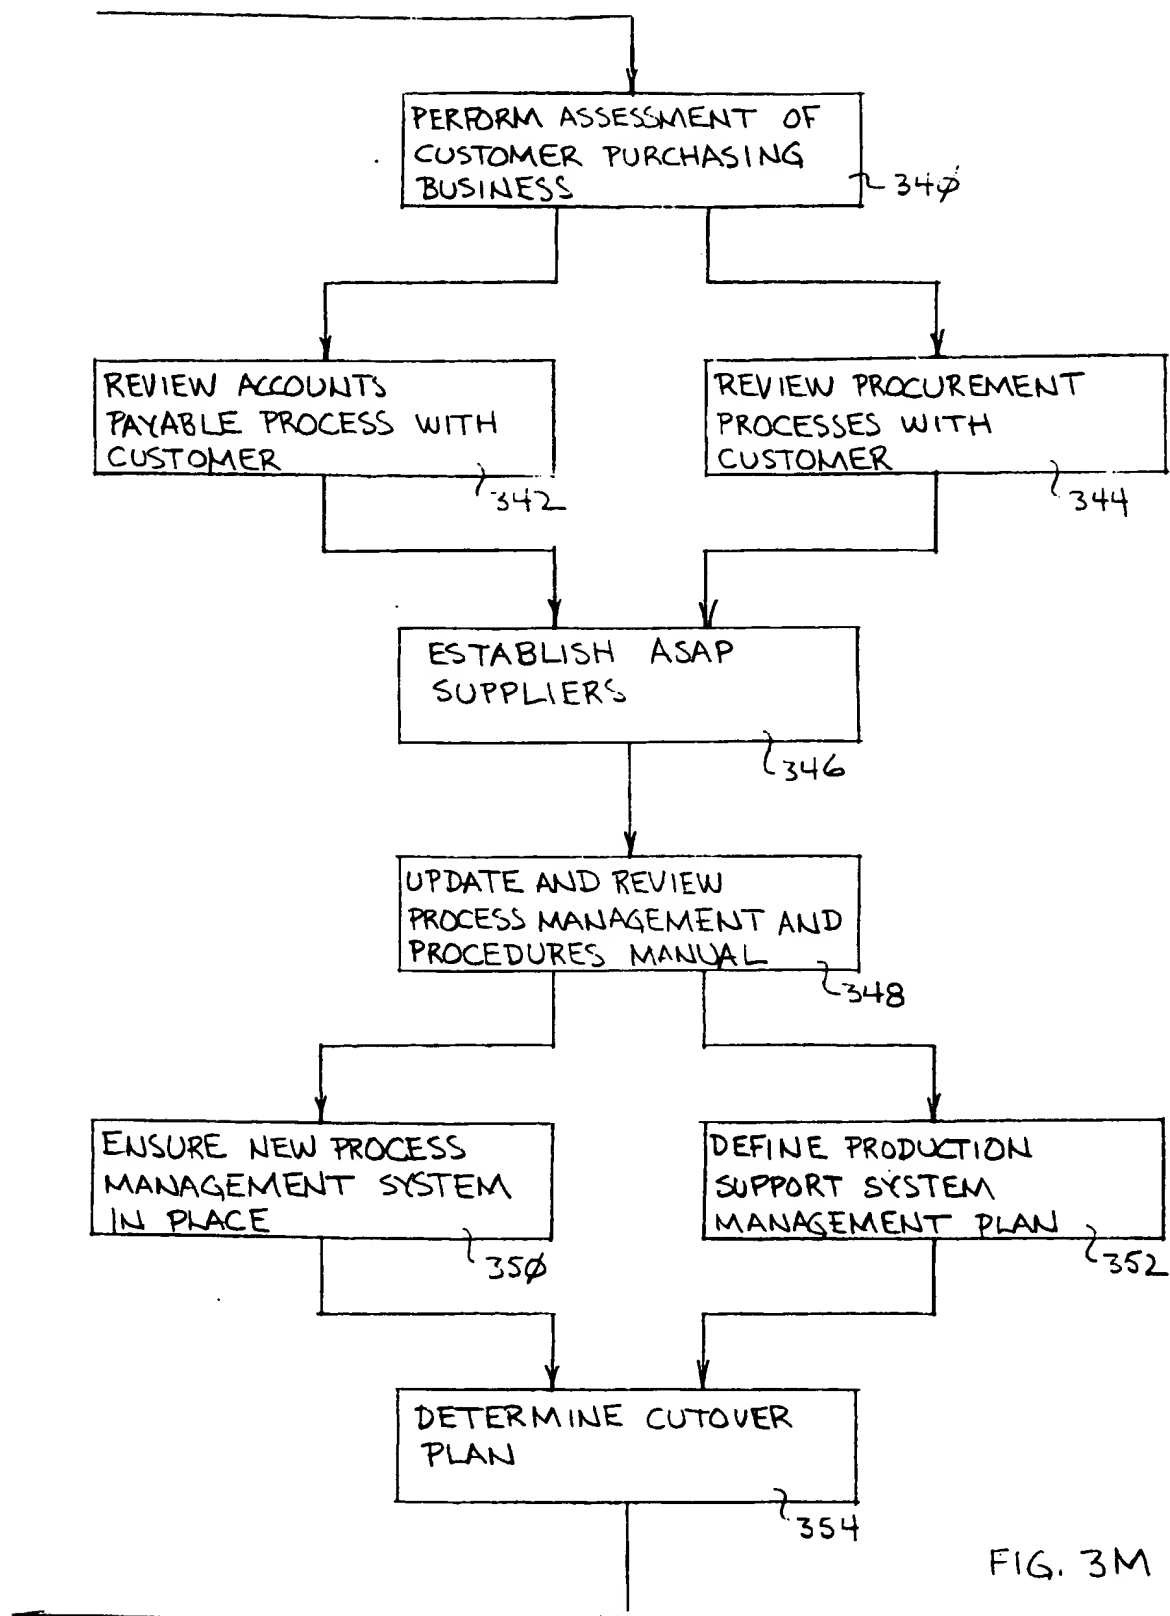 PERFORM ASSESSMENT OF
CUSTOMER PURCHASING
BUSINESS
340
REVIEW ACCOUNTS
PAYABLE PROCESS WITH
CUSTOMER
342
REVIEW PROCUREMENT
PROCESSES WITH
CUSTOMER
344
ESTABLISH ASAP
SUPPLIERS
346
UPDATE AND REVIEW
PROCESS MANAGEMENT AND
PROCEDURES MANUAL
348
ENSURE NEW PROCESS
MANAGEMENT SYSTEM
IN PLACE
350
DEFINE PRODUCTION
SUPPORT SYSTEM
MANAGEMENT PLAN
352
DETERMINE CUTOVER
PLAN
354
FIG. 3M